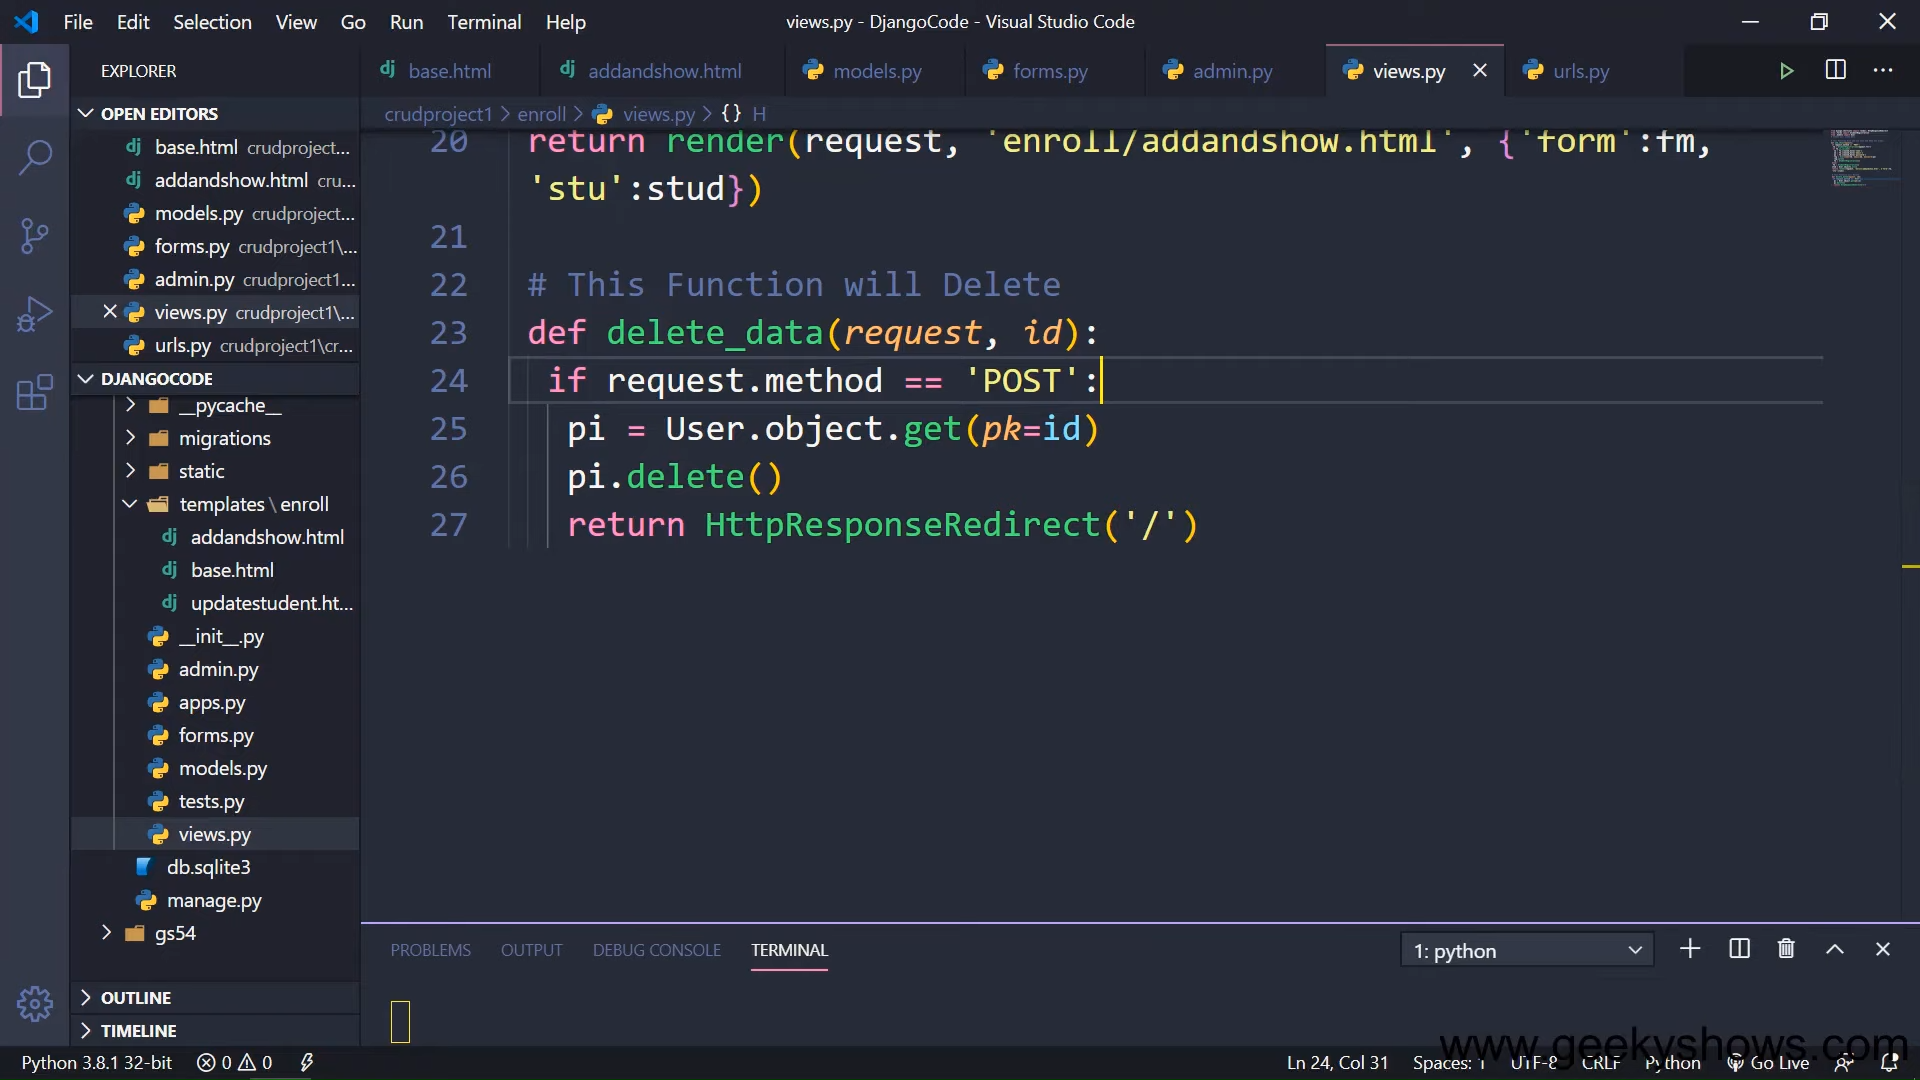 File Edit Selection View Go Run Terminal Help
views.py - DjangoCode - Visual Studio Code
EXPLORER
OPEN EDITORS
base.html crudproject...
addandshow.html cru...
models.py crudproject...
forms.py crudproject1\...
admin.py crudproject1...
views.py crudproject1\...
urls.py crudproject1\cr...
DJANGOCODE
__pycache__
migrations
static
templates\enroll
addandshow.html
base.html
updatestudent.ht...
__init__.py
admin.py
apps.py
forms.py
models.py
tests.py
views.py
db.sqlite3
manage.py
gs54
OUTLINE
TIMELINE
base.html addandshow.html models.py forms.py admin.py views.py urls.py
crudproject1 > enroll > views.py > {} H
20 return render(request, 'enroll/addandshow.html', {'form':fm,
'stu':stud})
21
22 # This Function will Delete
23 def delete_data(request, id):
24 if request.method == 'POST':
25 pi = User.object.get(pk=id)
26 pi.delete()
27 return HttpResponseRedirect('/')
PROBLEMS OUTPUT DEBUG CONSOLE TERMINAL
1: python
www.geekyshows.com
Python 3.8.1 32-bit 0 0
Ln 24, Col 31 Spaces: 1 UTF-8 CRLF Python Go Live